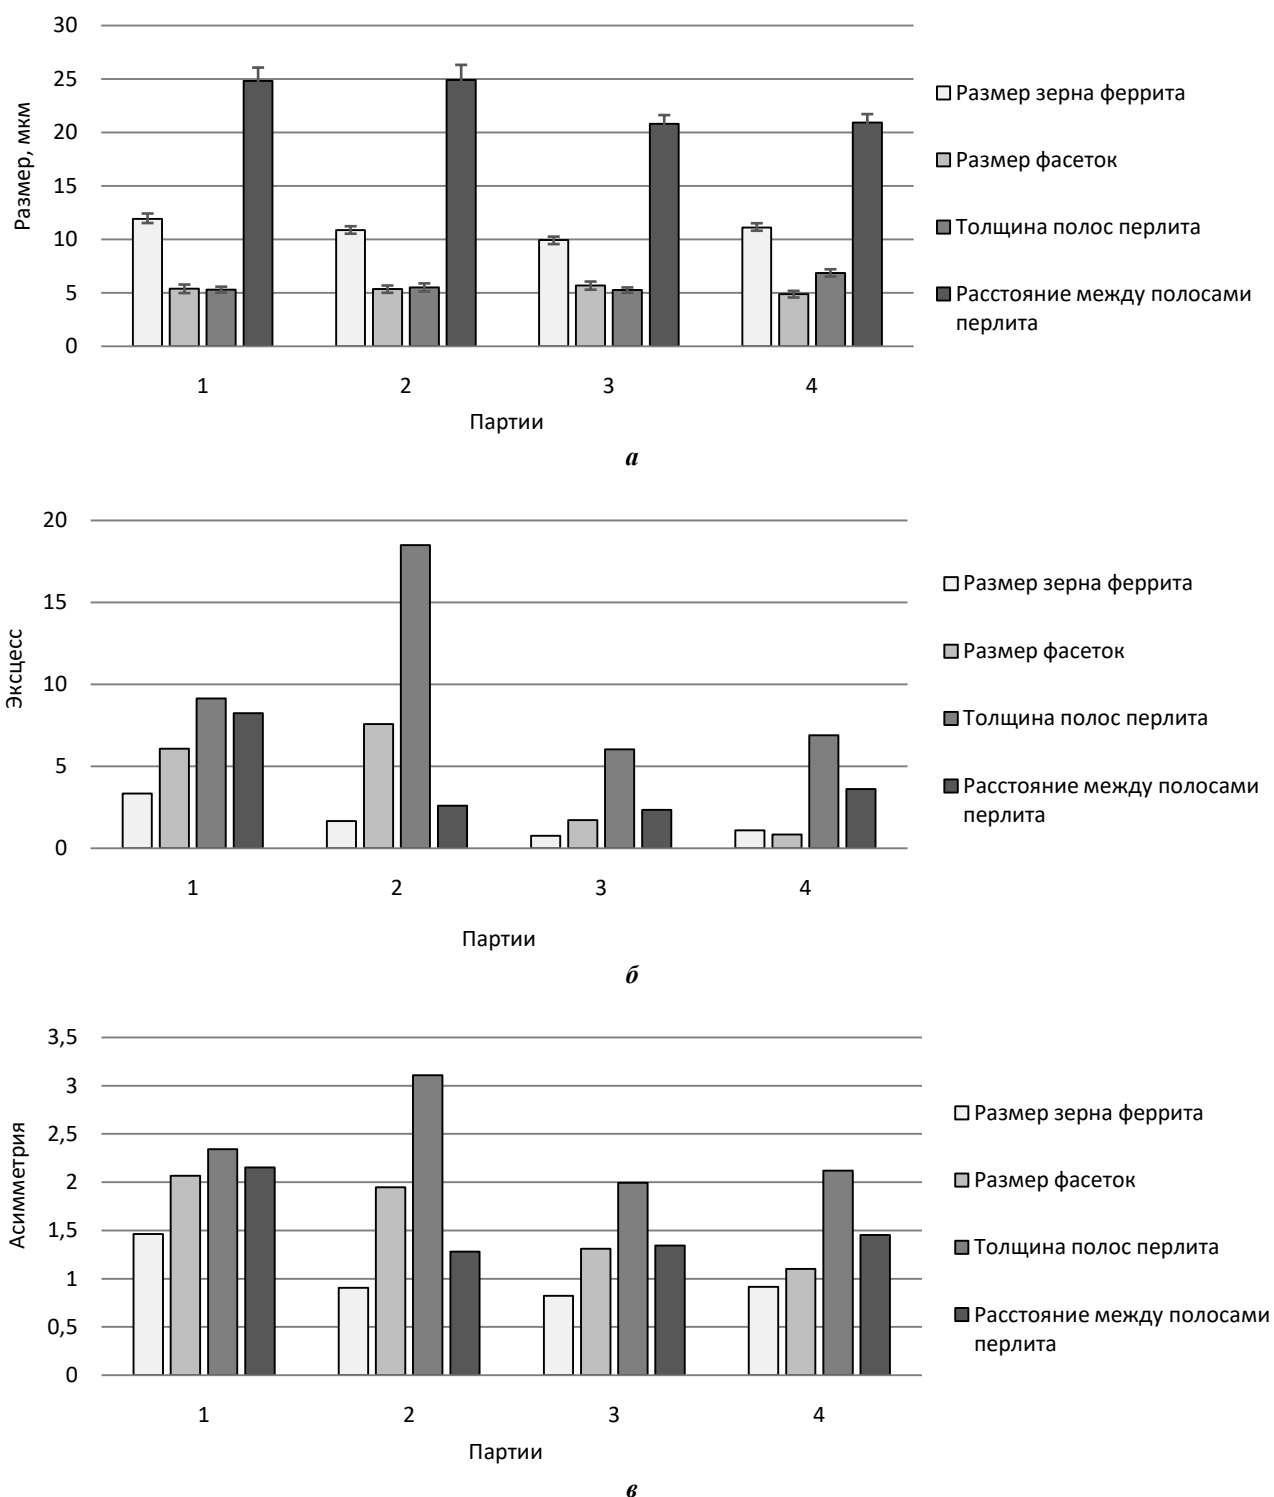 30
25
20
15
10
5
0
Размер, мкм
1 2 3 4
Партии
Размер зерна феррита
Размер фасеток
Толщина полос перлита
Расстояние между полосами
перлита
а
20
15
10
5
0
Эксцесс
1 2 3 4
Партии
Размер зерна феррита
Размер фасеток
Толщина полос перлита
Расстояние между полосами
перлита
б
3,5
3
2,5
2
1,5
1
0,5
0
Асимметрия
1 2 3 4
Партии
Размер зерна феррита
Размер фасеток
Толщина полос перлита
Расстояние между полосами
перлита
в